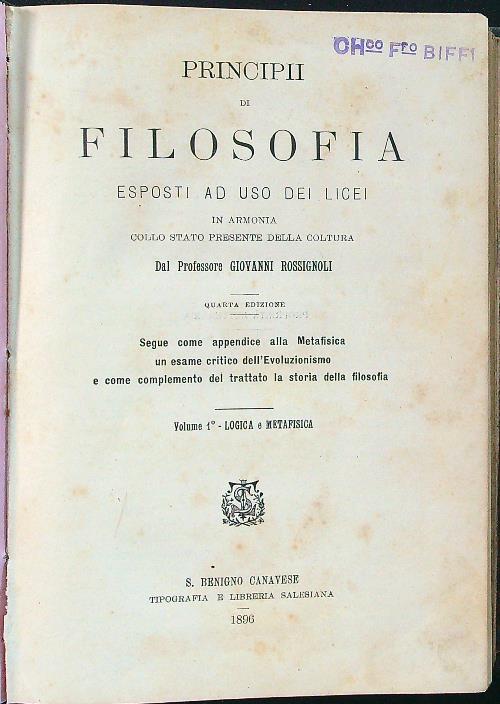 CHco Fro BIFFI
PRINCIPII
DI
FILOSOFIA
ESPOSTI AD USO DEI LICEI
IN ARMONIA
COLLO STATO PRESENTE DELLA COLTURA
Dal Professore GIOVANNI ROSSIGNOLI
QUARTA EDIZIONE
Segue come appendice alla Metafisica
un esame critico dell'Evoluzionismo
e come complemento del trattato la storia della filosofia
Volume 1° - LOGICA e METAFISICA
S. BENIGNO CANAVESE
TIPOGRAFIA E LIBRERIA SALESIANA
1896